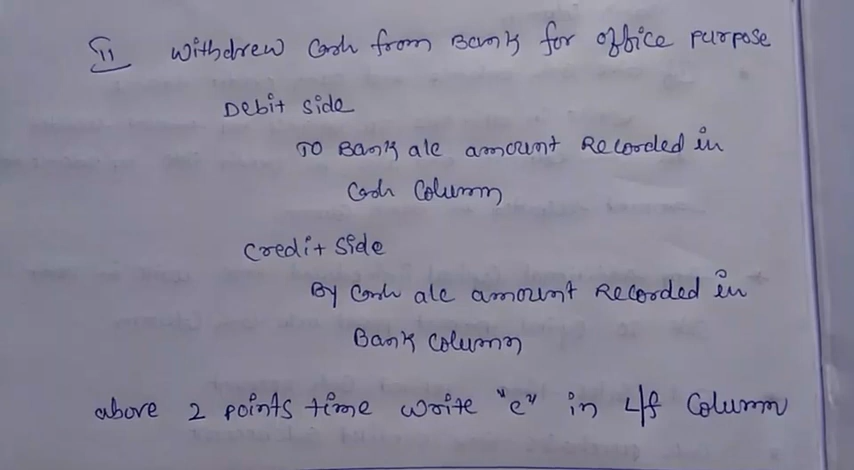 II Withdrew Cash from Bank for office purpose
Debit side
TO Bank a/c amount Recorded in
Cash Column
Credit side
By Cash a/c amount Recorded in
Bank Column
above 2 points time write "c" in L/f Column